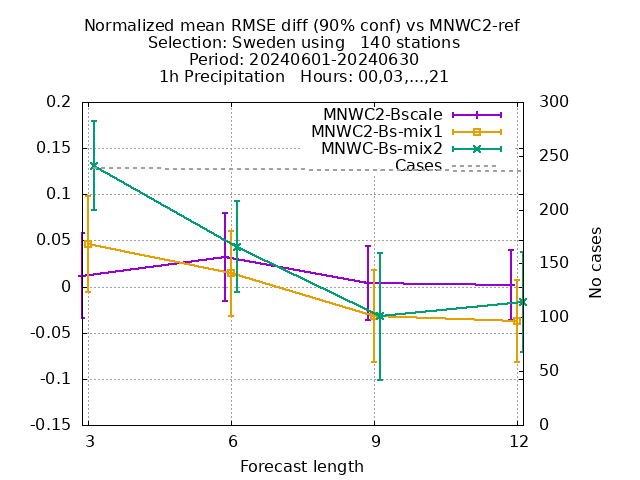 Normalized mean RMSE diff (90% conf) vs MNWC2-ref
Selection: Sweden using   140 stations
Period: 20240601-20240630
1h Precipitation   Hours: 00,03,...,21
MNWC2-Bscale
MNWC2-Bs-mix1
MNWC-Bs-mix2
Cases
0.2
0.15
0.1
0.05
0
-0.05
-0.1
-0.15
300
250
200
150
100
50
0
No cases
3 6 9 12
Forecast length